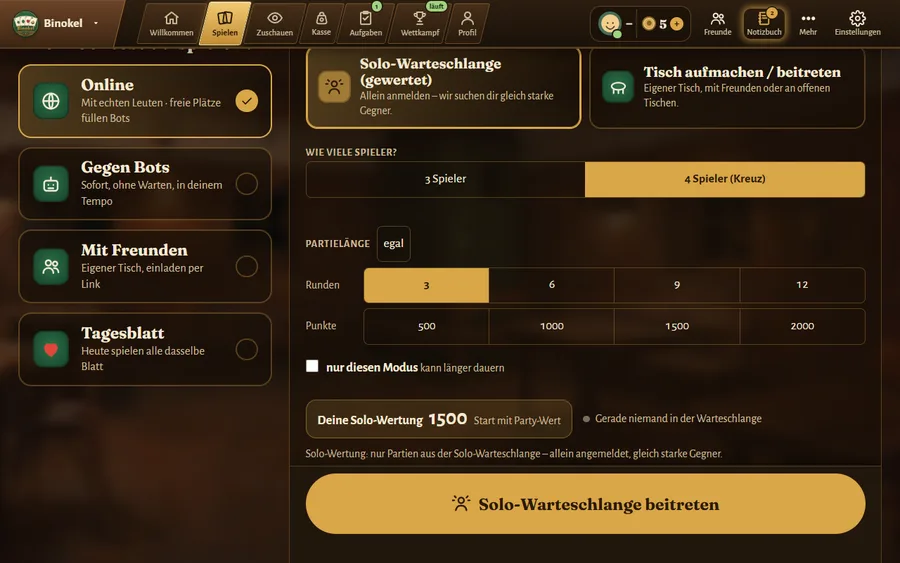 Binokel
Willkommen
Spielen
Zuschauen
Kasse
1
Aufgaben
läuft
Wettkampf
Profil
–
5
+
Freunde
2
Notizbuch
Mehr
Einstellungen
Online
Mit echten Leuten · freie Plätze
füllen Bots
Gegen Bots
Sofort, ohne Warten, in deinem
Tempo
Mit Freunden
Eigener Tisch, einladen per
Link
Tagesblatt
Heute spielen alle dasselbe
Blatt
Solo-Warteschlange
(gewertet)
Allein anmelden – wir suchen dir gleich starke
Gegner.
Tisch aufmachen / beitreten
Eigener Tisch, mit Freunden oder an offenen
Tischen.
WIE VIELE SPIELER?
3 Spieler
4 Spieler (Kreuz)
PARTIELÄNGE
egal
Runden
3
6
9
12
Punkte
500
1000
1500
2000
nur diesen Modus kann länger dauern
Deine Solo-Wertung 1500 Start mit Party-Wert
Gerade niemand in der Warteschlange
Solo-Wertung: nur Partien aus der Solo-Warteschlange – allein angemeldet, gleich starke Gegner.
Solo-Warteschlange beitreten